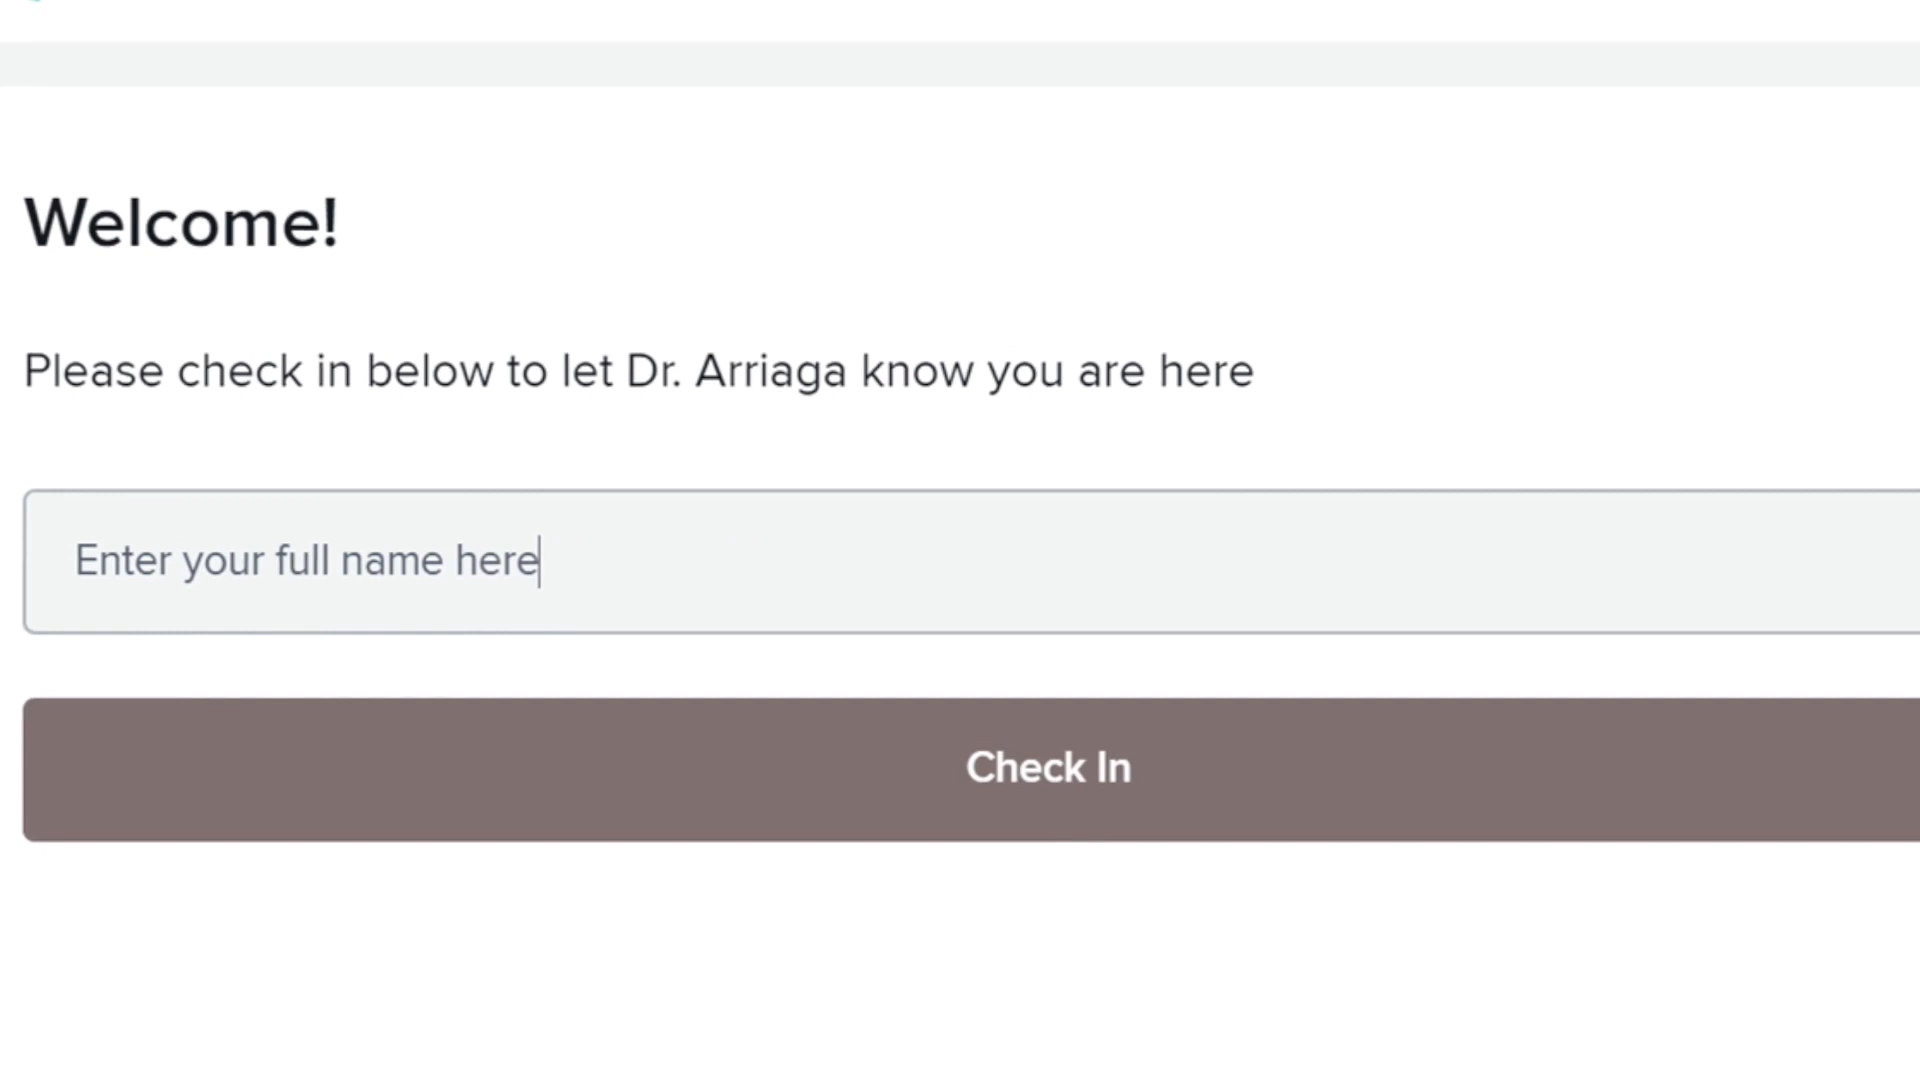 Welcome!
Please check in below to let Dr. Arriaga know you are here
Enter your full name here
Check In